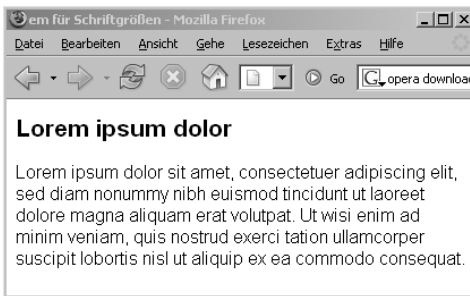 em für Schriftgrößen - Mozilla Firefox
Datei Bearbeiten Ansicht Gehe Lesezeichen Extras Hilfe
Go G opera downloa
Lorem ipsum dolor
Lorem ipsum dolor sit amet, consectetuer adipiscing elit,
sed diam nonummy nibh euismod tincidunt ut laoreet
dolore magna aliquam erat volutpat. Ut wisi enim ad
minim veniam, quis nostrud exerci tation ullamcorper
suscipit lobortis nisl ut aliquip ex ea commodo consequat.